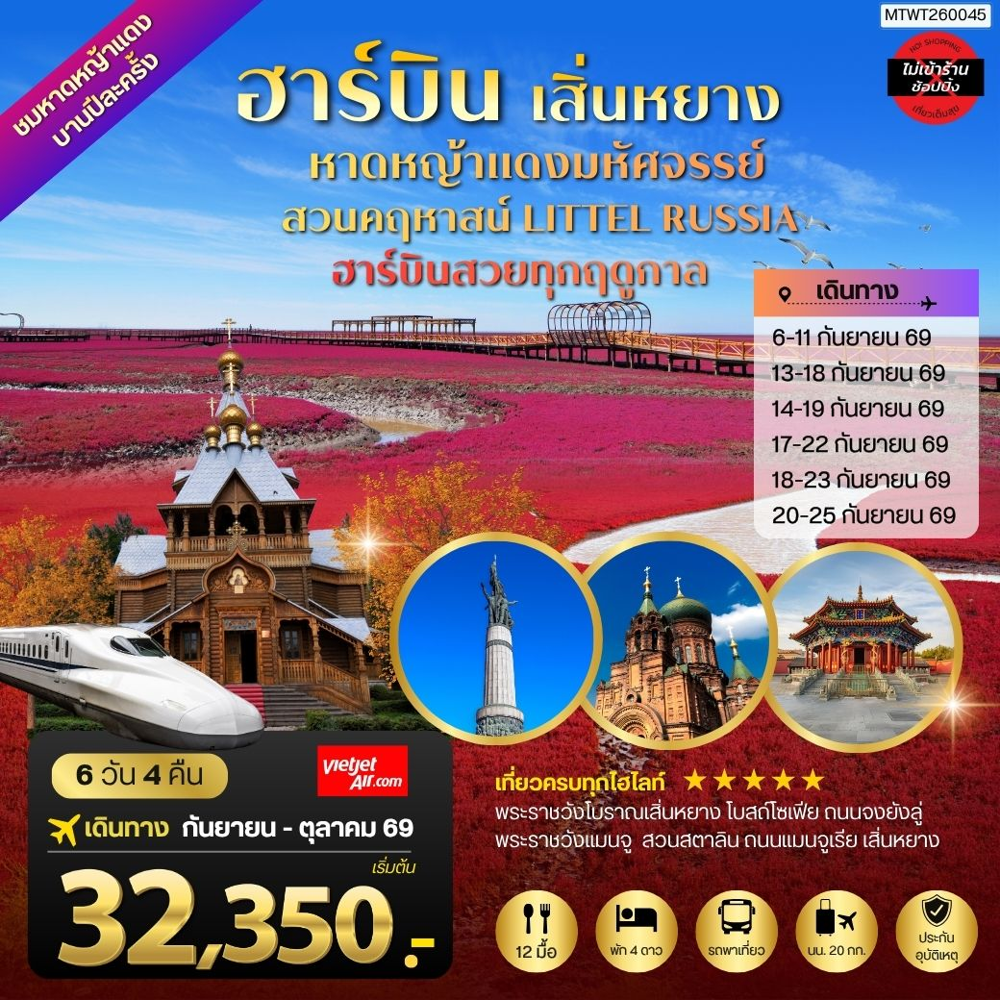 MTWT260045
ชมหาดหญ้าแดง
บานปีละครั้ง
NO! SHOPPING
ไม่เข้าร้าน
ช้อปปิ้ง
เที่ยวเต็มสุข
ฮาร์บิน เสิ่นหยาง
หาดหญ้าแดงมหัศจรรย์
สวนคฤหาสน์ LITTEL RUSSIA
ฮาร์บินสวยทุกฤดูกาล
เดินทาง
6-11 กันยายน 69
13-18 กันยายน 69
14-19 กันยายน 69
17-22 กันยายน 69
18-23 กันยายน 69
20-25 กันยายน 69
6 วัน 4 คืน
vietjet
Air.com
เดินทาง กันยายน - ตุลาคม 69
เริ่มต้น
32,350.-
เที่ยวครบทุกไฮไลท์
พระราชวังโบราณเสิ่นหยาง โบสถ์โซเฟีย ถนนจงยังลู่
พระราชวังแมนจู สวนสตาลิน ถนนแมนจูเรีย เสิ่นหยาง
12 มื้อ
พัก 4 ดาว
รถพาเที่ยว
นน. 20 กก.
ประกัน
อุบัติเหตุ